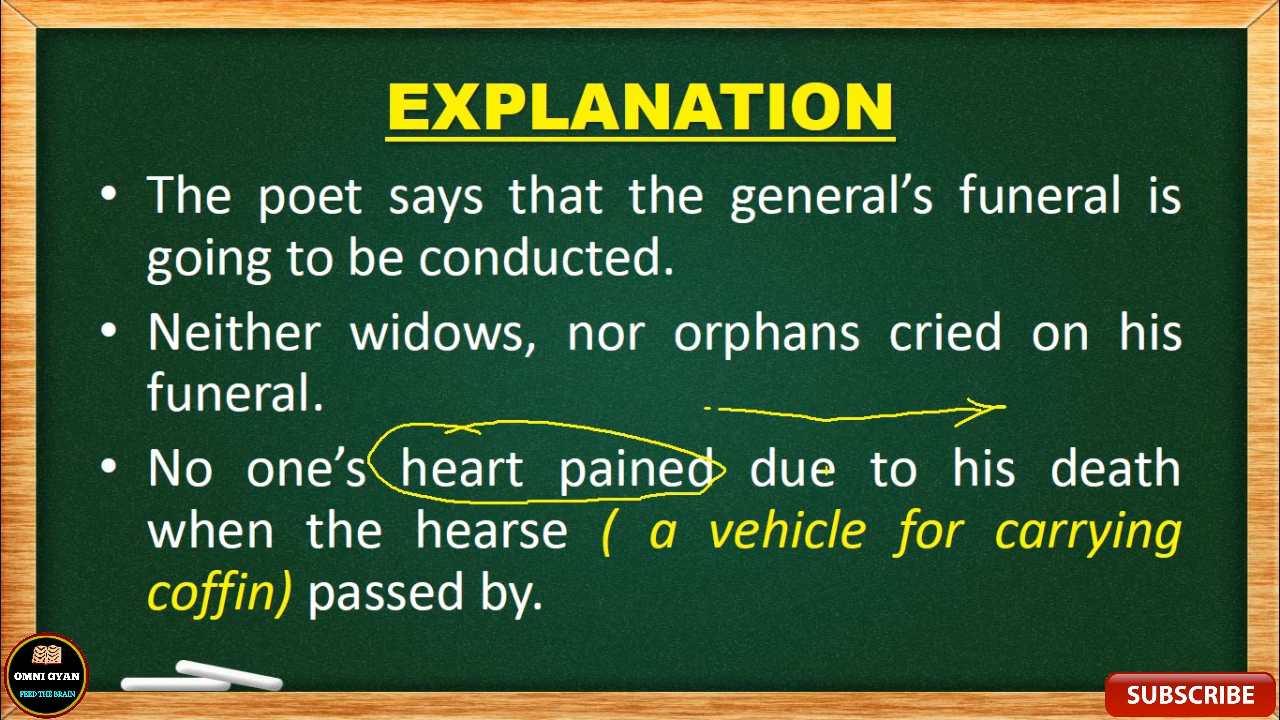 EXPLANATION
• The poet says that the general’s funeral is
going to be conducted.
• Neither widows, nor orphans cried on his
funeral.
• No one’s heart pained due to his death
when the hearse ( a vehicle for carrying
coffin) passed by.
OMNI GYAN
FEED THE BRAIN
SUBSCRIBE